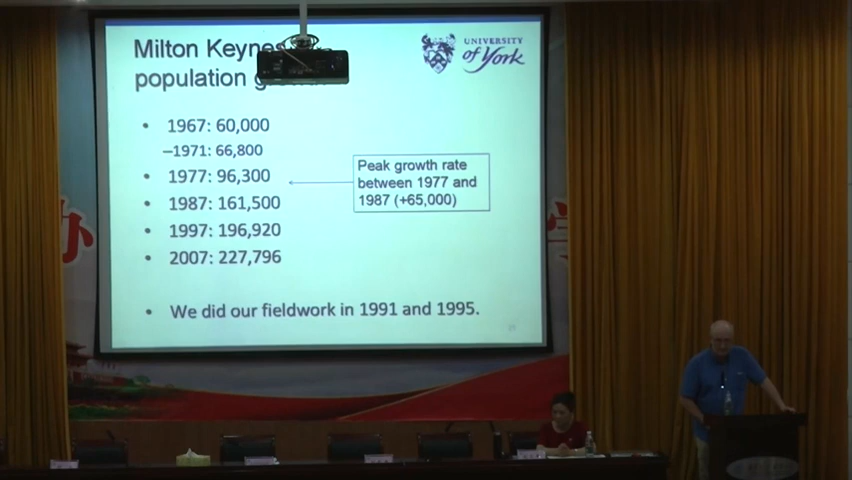 Milton Keynes
population
UNIVERSITY
of York
• 1967: 60,000
–1971: 66,800
• 1977: 96,300
• 1987: 161,500
• 1997: 196,920
• 2007: 227,796
Peak growth rate
between 1977 and
1987 (+65,000)
• We did our fieldwork in 1991 and 1995.